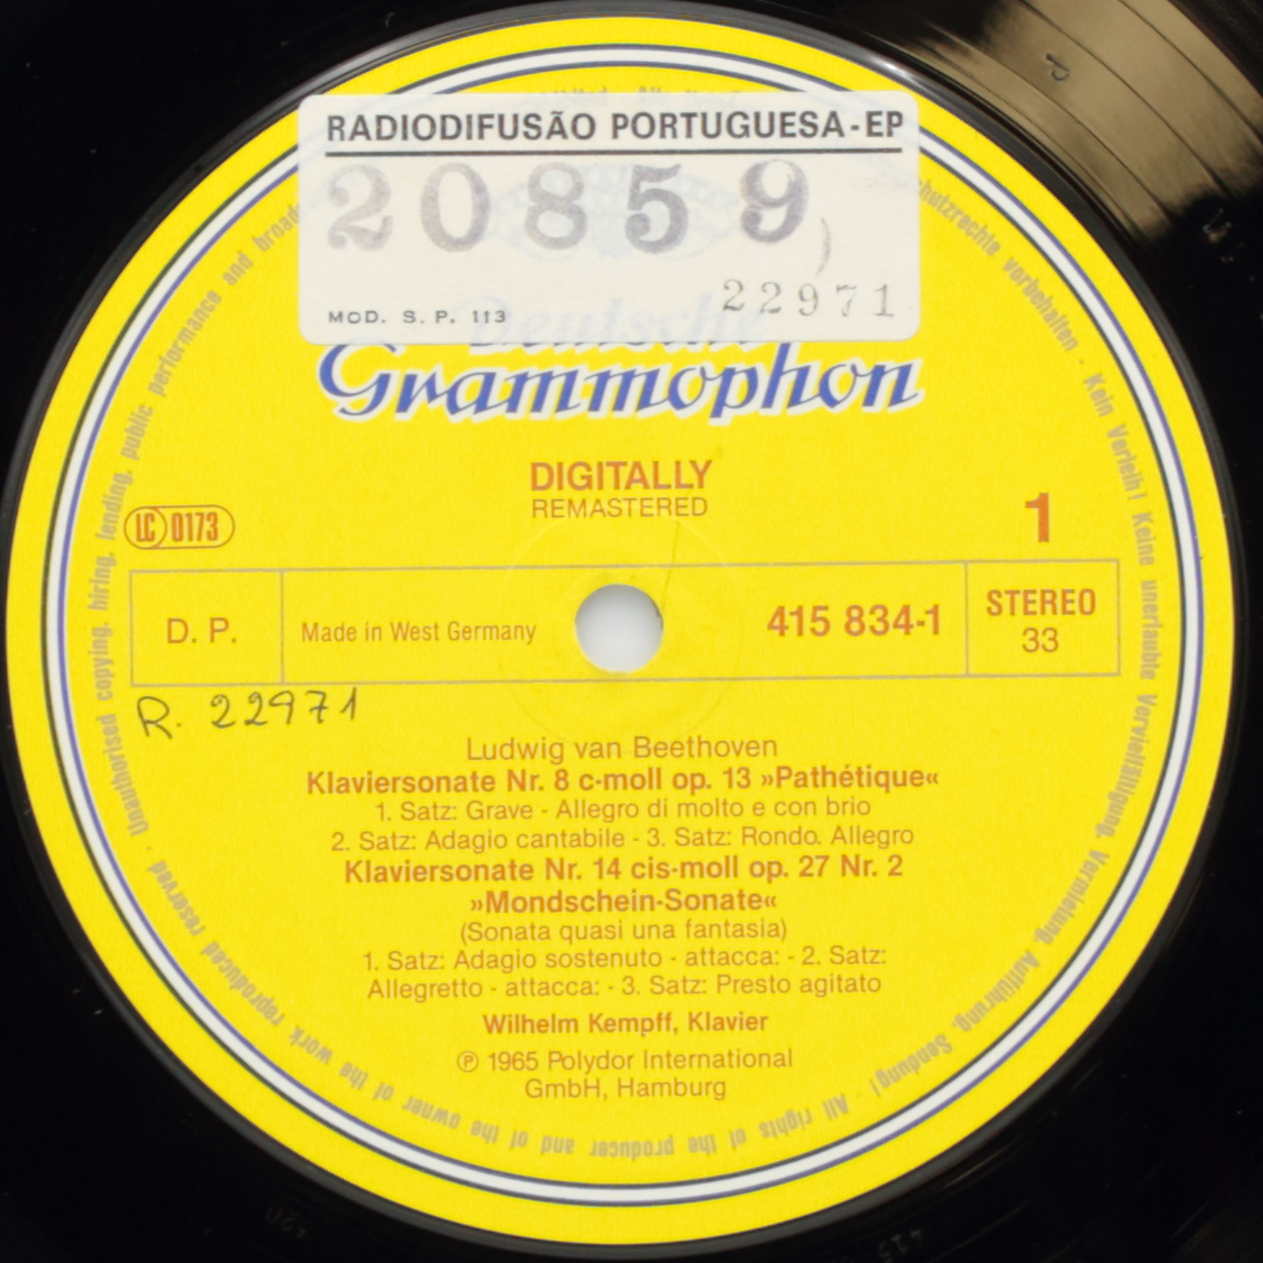 RADIODIFUSÃO PORTUGUESA-EP
20859
22971
MOD. S. P. 113
Deutsche
Grammophon
DIGITALLY
REMASTERED
LC 0173
1
D. P.
Made in West Germany
415 834-1
STEREO
33
R. 22971
Ludwig van Beethoven
Klaviersonate Nr. 8 c-moll op. 13 »Pathétique«
1. Satz: Grave - Allegro di molto e con brio
2. Satz: Adagio cantabile - 3. Satz: Rondo. Allegro
Klaviersonate Nr. 14 cis-moll op. 27 Nr. 2
»Mondschein-Sonate«
(Sonata quasi una fantasia)
1. Satz: Adagio sostenuto - attacca: - 2. Satz:
Allegretto - attacca: - 3. Satz: Presto agitato
Wilhelm Kempff, Klavier
℗ 1965 Polydor International
GmbH, Hamburg
vorbehalten · Kein Verleih! Keine unerlaubte Vervielfältigung, Vermietung, Aufführung, Sendung! · All rights of the producer and of the owner of the work reproduced reserved · Unauthorised copying, hiring, lending, public performance and